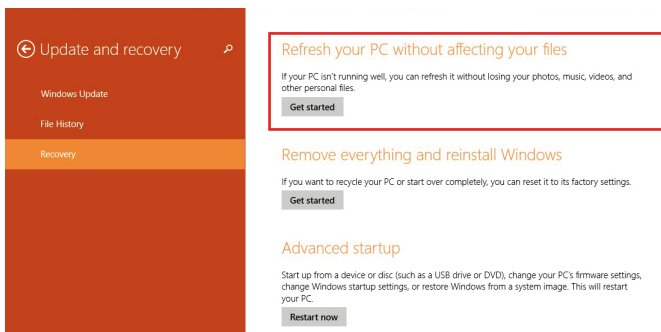 Update and recovery
Windows Update
File History
Recovery
Refresh your PC without affecting your files
If your PC isn't running well, you can refresh it without losing your photos, music, videos, and
other personal files.
Get started
Remove everything and reinstall Windows
If you want to recycle your PC or start over completely, you can reset it to its factory settings.
Get started
Advanced startup
Start up from a device or disc (such as a USB drive or DVD), change your PC's firmware settings,
change Windows startup settings, or restore Windows from a system image. This will restart
your PC.
Restart now